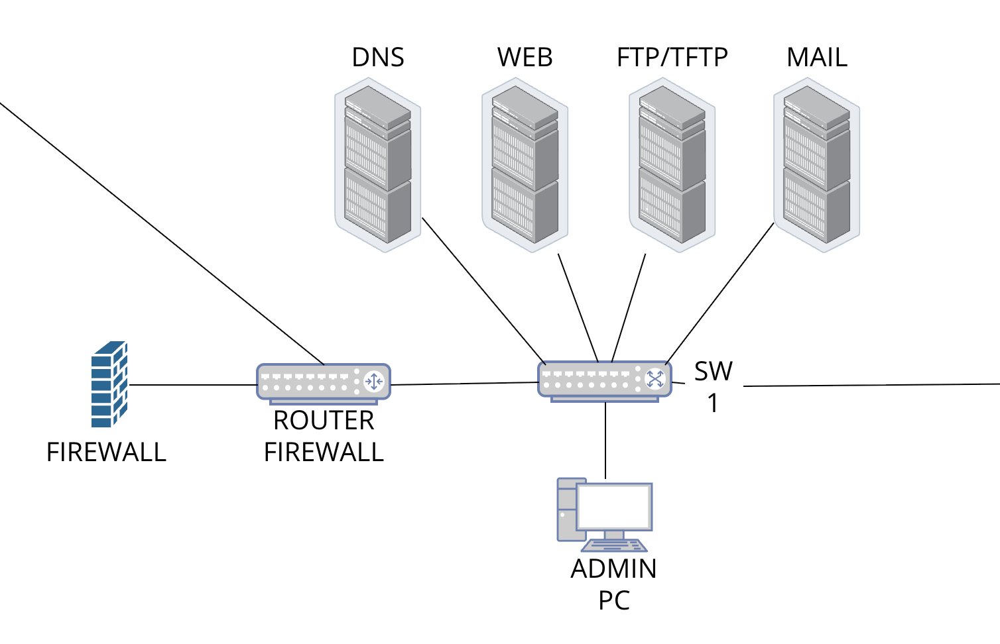 DNS
WEB
FTP/TFTP
MAIL
SW
1
ROUTER
FIREWALL
FIREWALL
ADMIN
PC